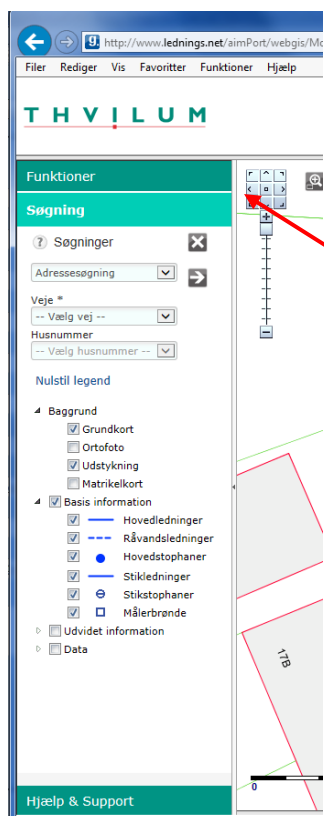 http://www.lednings.net/aimPort/webgis/Mo
Filer Rediger Vis Favoritter Funktioner Hjælp
THVILUM
Funktioner
Søgning
? Søgninger
Adressesøgning
Veje *
-- Vælg vej --
Husnummer
-- Vælg husnummer --
Nulstil legend
Baggrund
Grundkort
Ortofoto
Udstykning
Matrikelkort
Basis information
Hovedledninger
Råvandsledninger
Hovedstophaner
Stikledninger
Stikstophaner
Målerbrønde
Udvidet information
Data
17B
0
Hjælp & Support